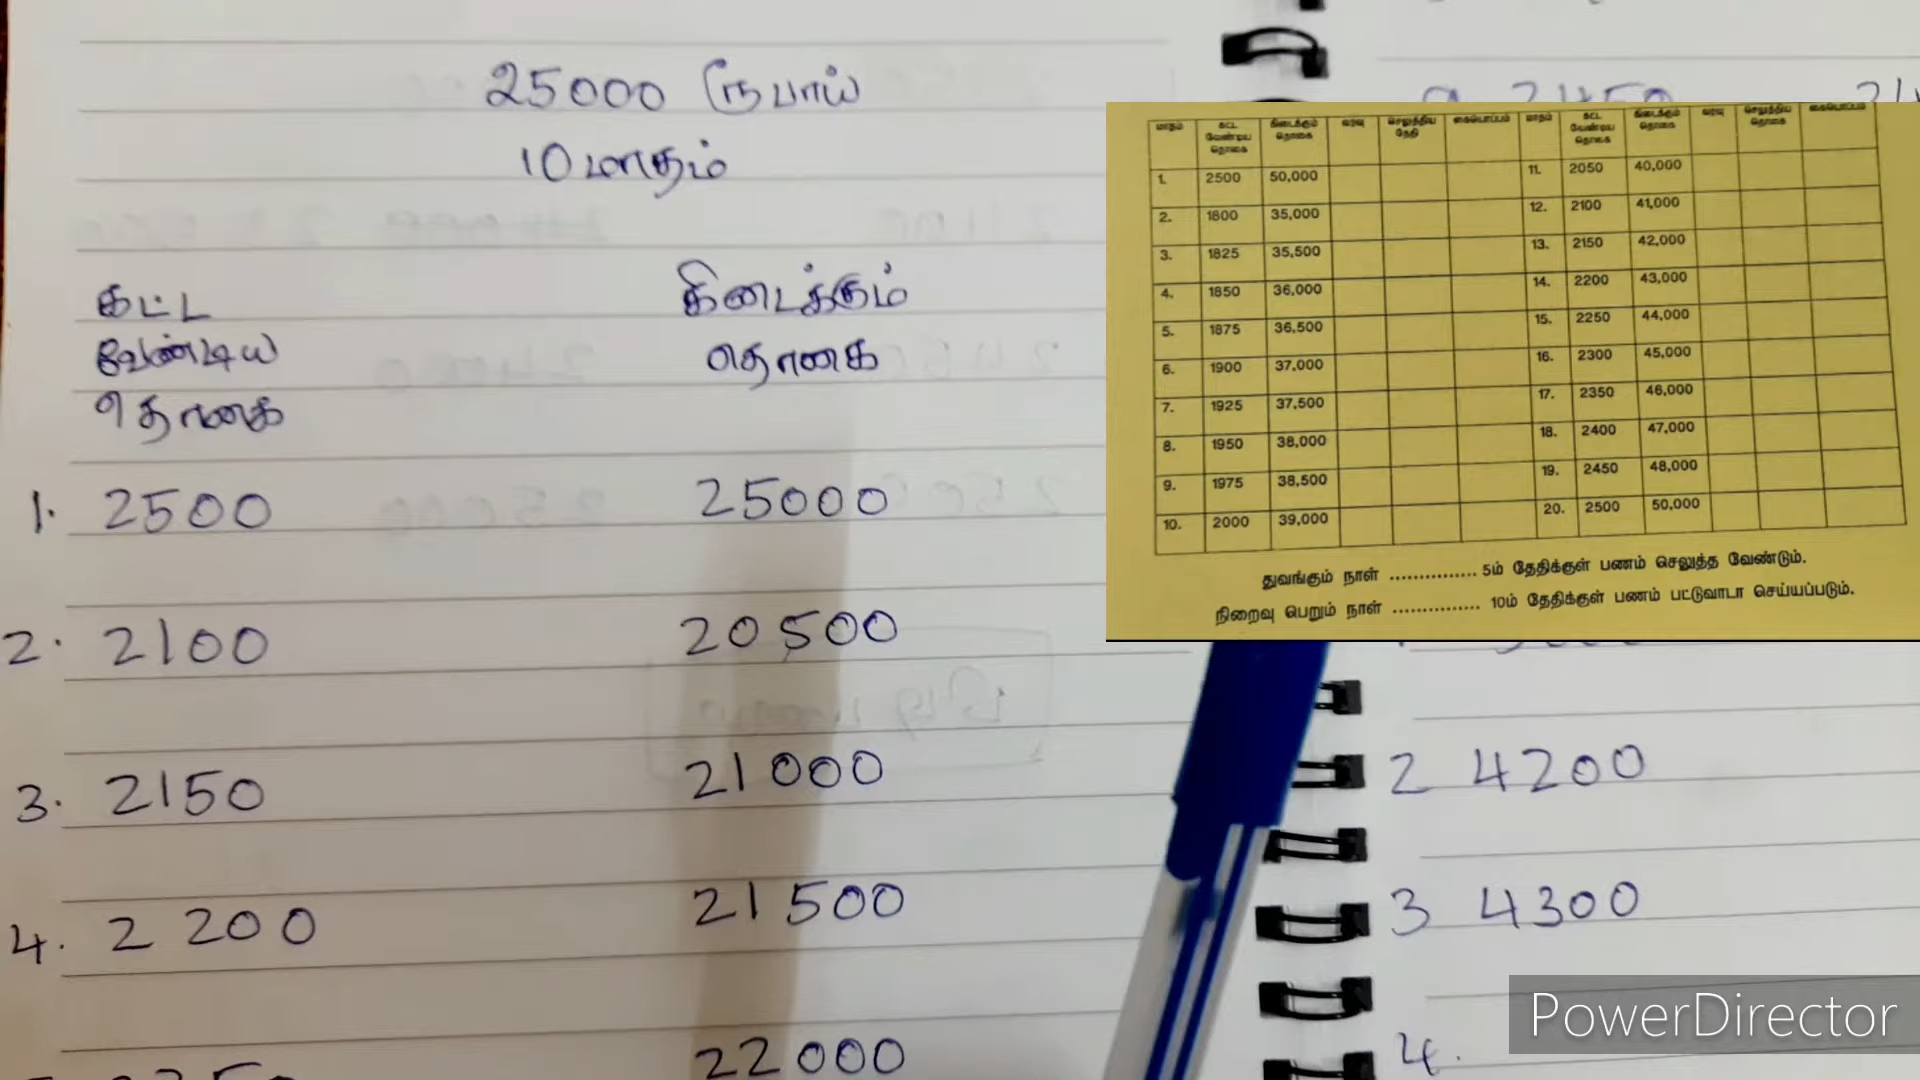 25000 ரூபாய்
10 மாதம்
கட்ட வேண்டிய தொகை கிடைக்கும் தொகை
1. 2500 25000
2. 2100 20500
3. 2150 21000
4. 2200 21500
22000
மாதம் கட்ட வேண்டிய தொகை கிடைக்கும் தொகை வரவு செலுத்திய தேதி கையொப்பம் மாதம் கட்ட வேண்டிய தொகை கிடைக்கும் தொகை வரவு செலுத்திய தேதி கையொப்பம்
1. 2500 50,000 11. 2050 40,000
2. 1800 35,000 12. 2100 41,000
3. 1825 35,500 13. 2150 42,000
4. 1850 36,000 14. 2200 43,000
5. 1875 36,500 15. 2250 44,000
6. 1900 37,000 16. 2300 45,000
7. 1925 37,500 17. 2350 46,000
8. 1950 38,000 18. 2400 47,000
9. 1975 38,500 19. 2450 48,000
10. 2000 39,000 20. 2500 50,000
துவங்கும் நாள் ............... 5ம் தேதிக்குள் பணம் செலுத்த வேண்டும்.
நிறைவு பெறும் நாள் ............... 10ம் தேதிக்குள் பணம் பட்டுவாடா செய்யப்படும்.
2 4200
3 4300
4.
PowerDirector